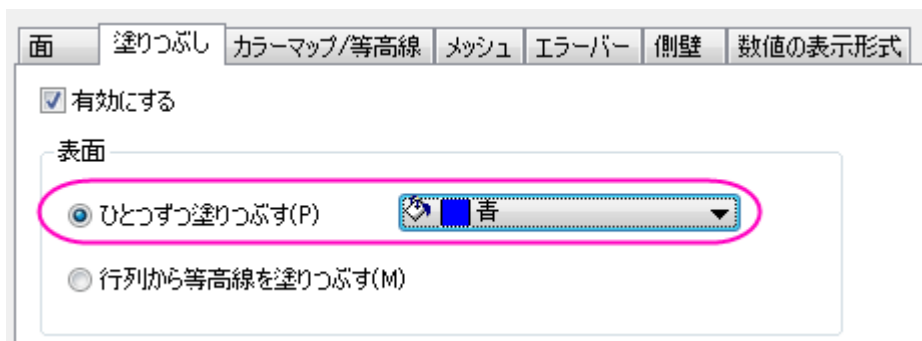 面 塗りつぶし カラーマップ/等高線 メッシュ エラーバー 側壁 数値の表示形式
有効にする
表面
ひとつずつ塗りつぶす(P) 青
行列から等高線を塗りつぶす(M)